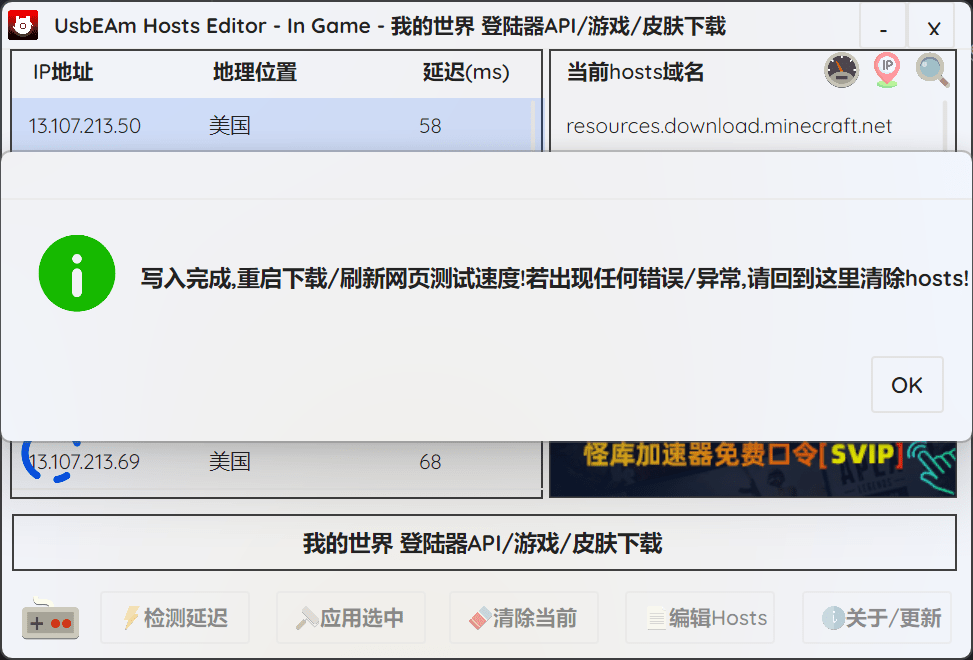 UsbEAm Hosts Editor - In Game - 我的世界 登陆器API/游戏/皮肤下载
- x
IP地址 地理位置 延迟(ms)
当前hosts域名
IP
13.107.213.50 美国 58
resources.download.minecraft.net
写入完成,重启下载/刷新网页测试速度!若出现任何错误/异常,请回到这里清除hosts!
OK
13.107.213.69 美国 68
怪库加速器免费口令[SVIP]
APEX
LEGENDS
我的世界 登陆器API/游戏/皮肤下载
检测延迟 应用选中 清除当前 编辑Hosts 关于/更新